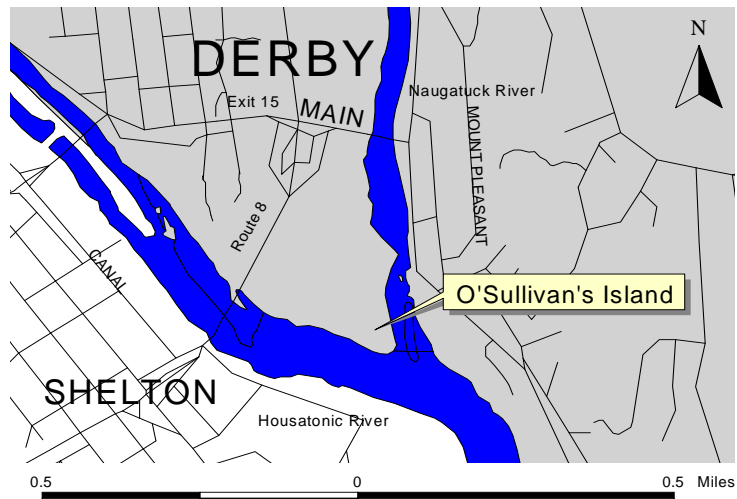 DERBY
N
Naugatuck River
Exit 15
MAIN
MOUNT PLEASANT
Route 8
CANAL
O'Sullivan's Island
SHELTON
Housatonic River
0.5 0 0.5 Miles